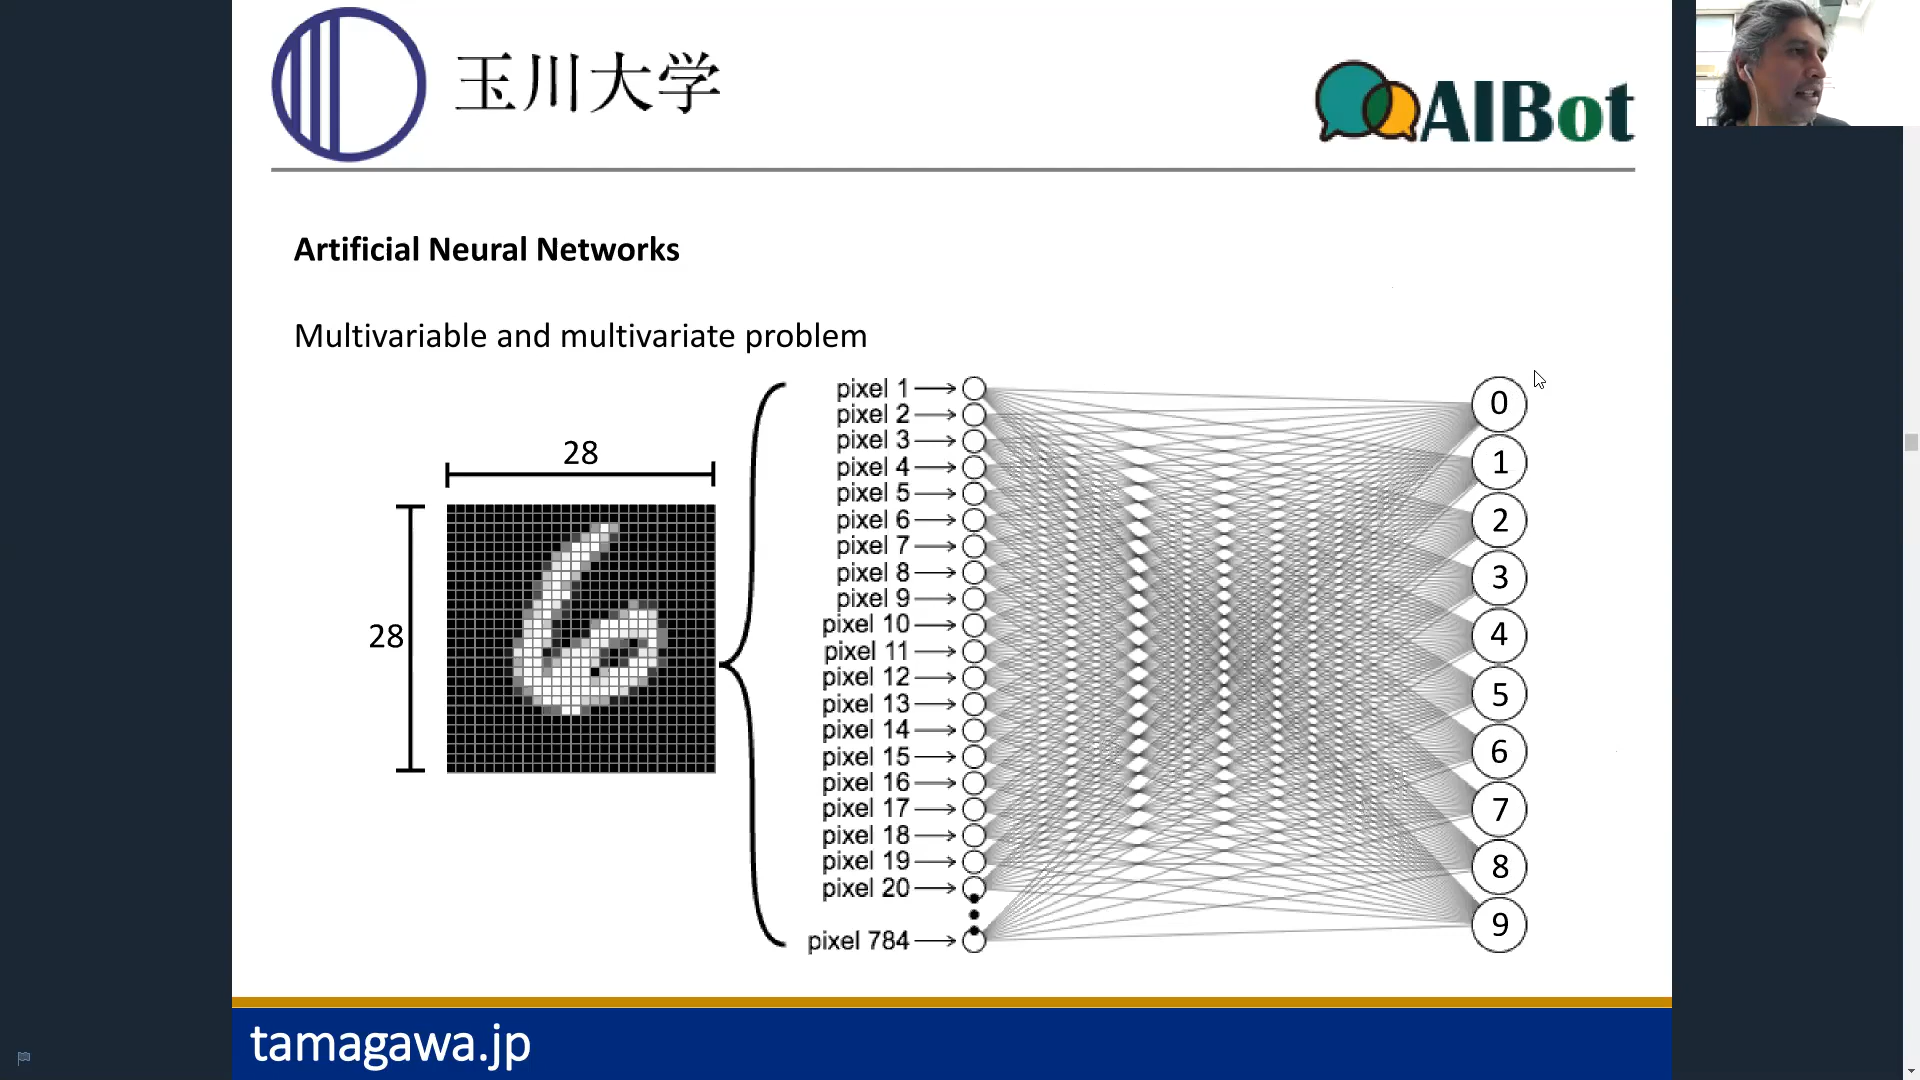 玉川大学
AIBot
Artificial Neural Networks
Multivariable and multivariate problem
28
28
pixel 1
pixel 2
pixel 3
pixel 4
pixel 5
pixel 6
pixel 7
pixel 8
pixel 9
pixel 10
pixel 11
pixel 12
pixel 13
pixel 14
pixel 15
pixel 16
pixel 17
pixel 18
pixel 19
pixel 20
pixel 784
0
1
2
3
4
5
6
7
8
9
tamagawa.jp